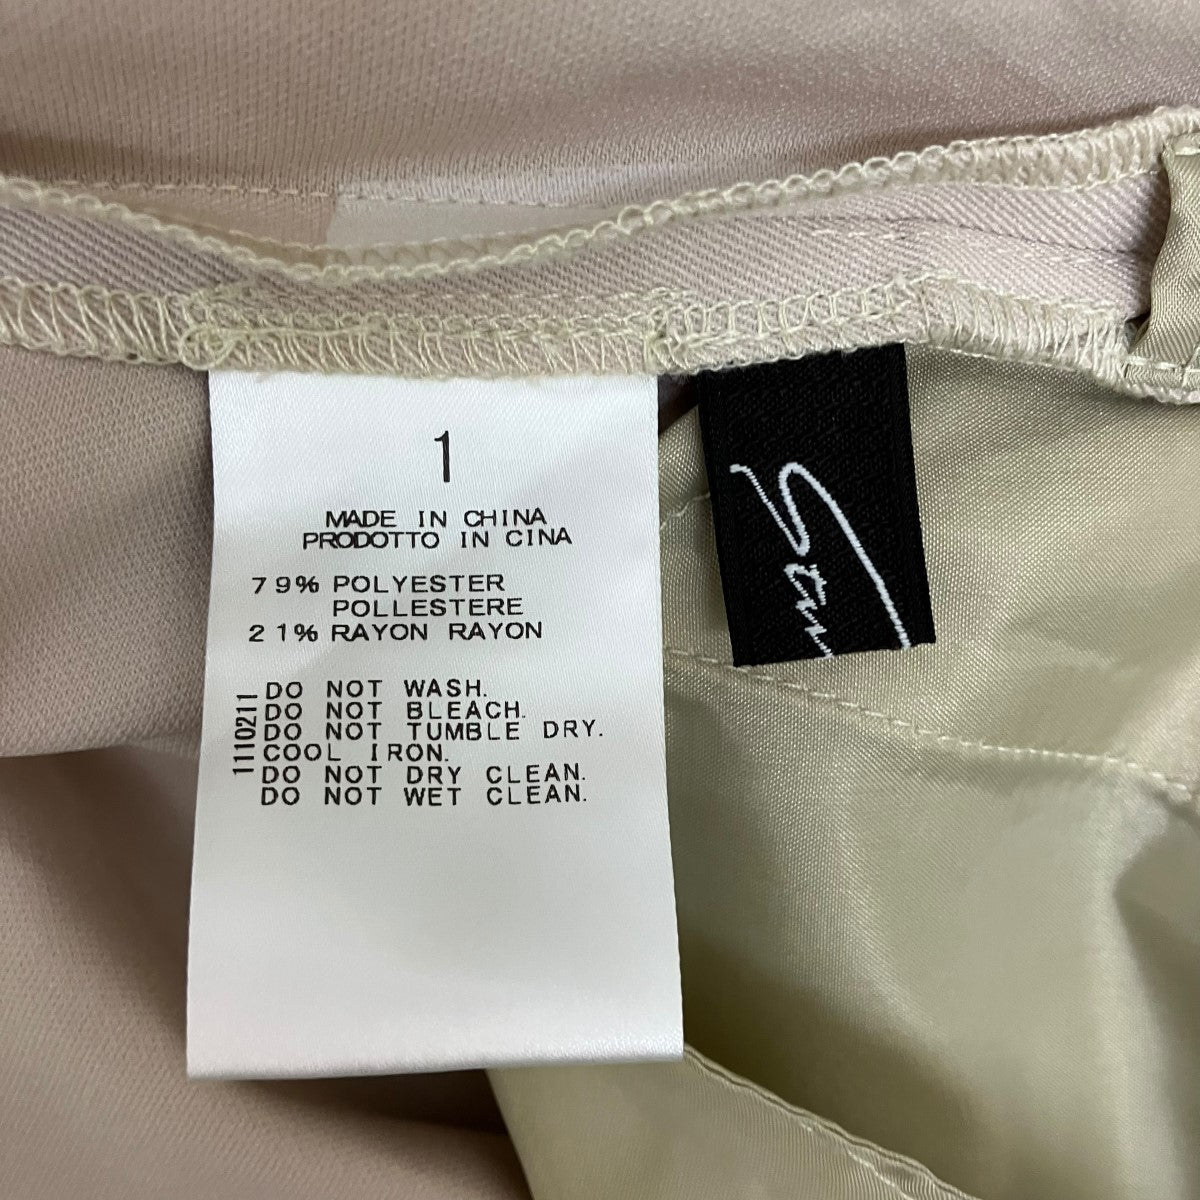 1
MADE IN CHINA
PRODOTTO IN CINA
79% POLYESTER
POLLESTERE
21% RAYON RAYON
DO NOT WASH.
DO NOT BLEACH.
DO NOT TUMBLE DRY.
COOL IRON.
DO NOT DRY CLEAN.
DO NOT WET CLEAN.
1110211